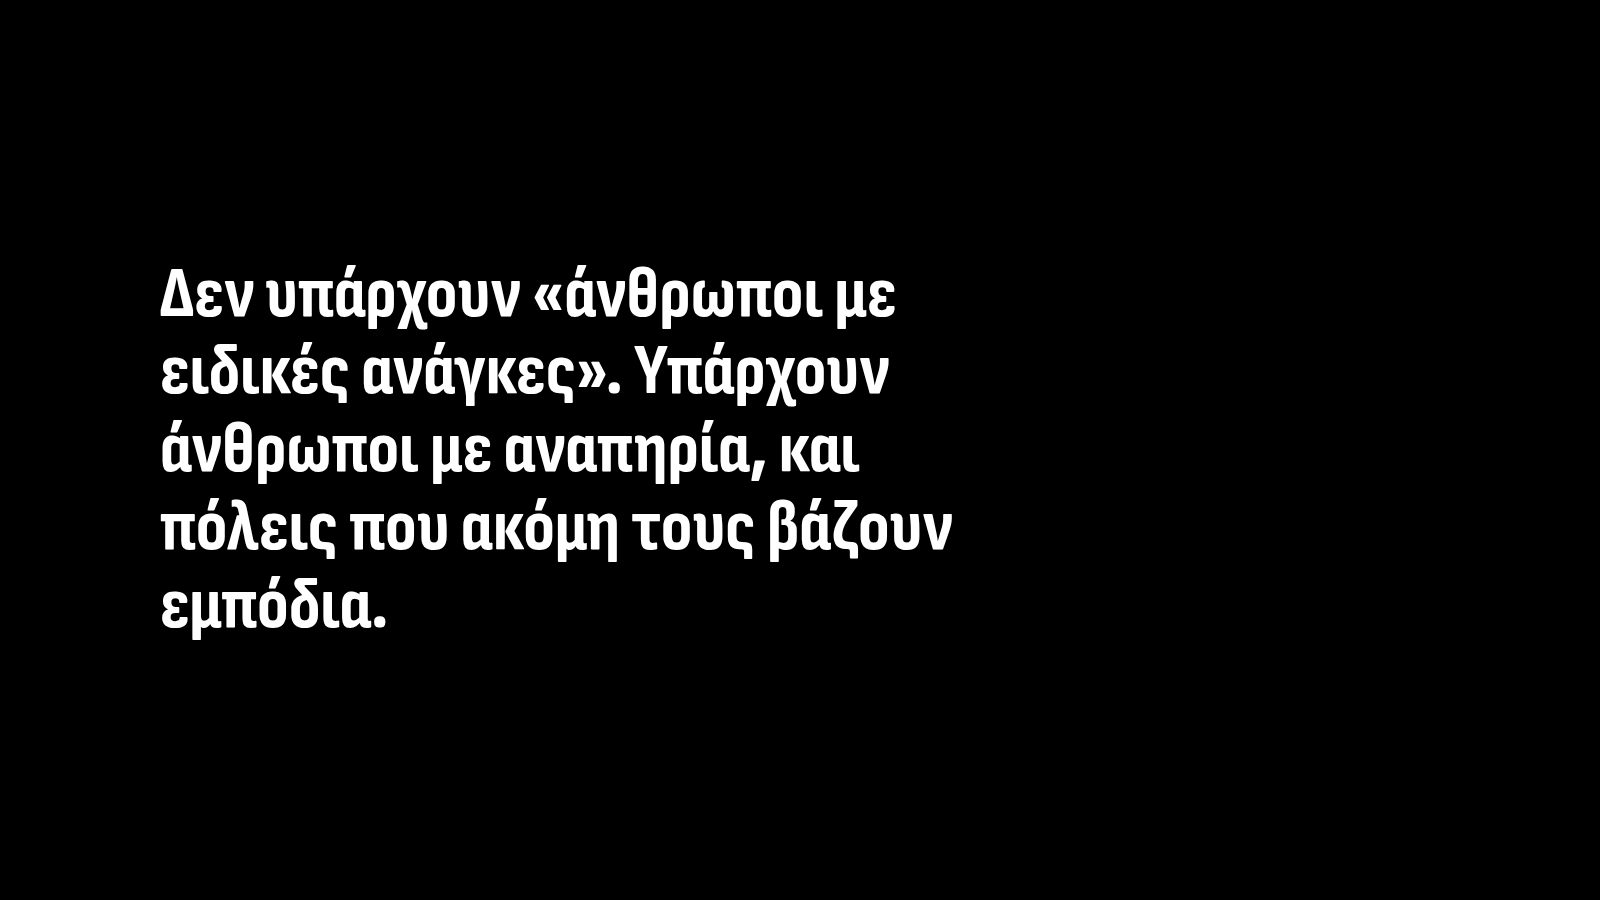 Δεν υπάρχουν «άνθρωποι με
ειδικές ανάγκες». Υπάρχουν
άνθρωποι με αναπηρία, και
πόλεις που ακόμη τους βάζουν
εμπόδια.